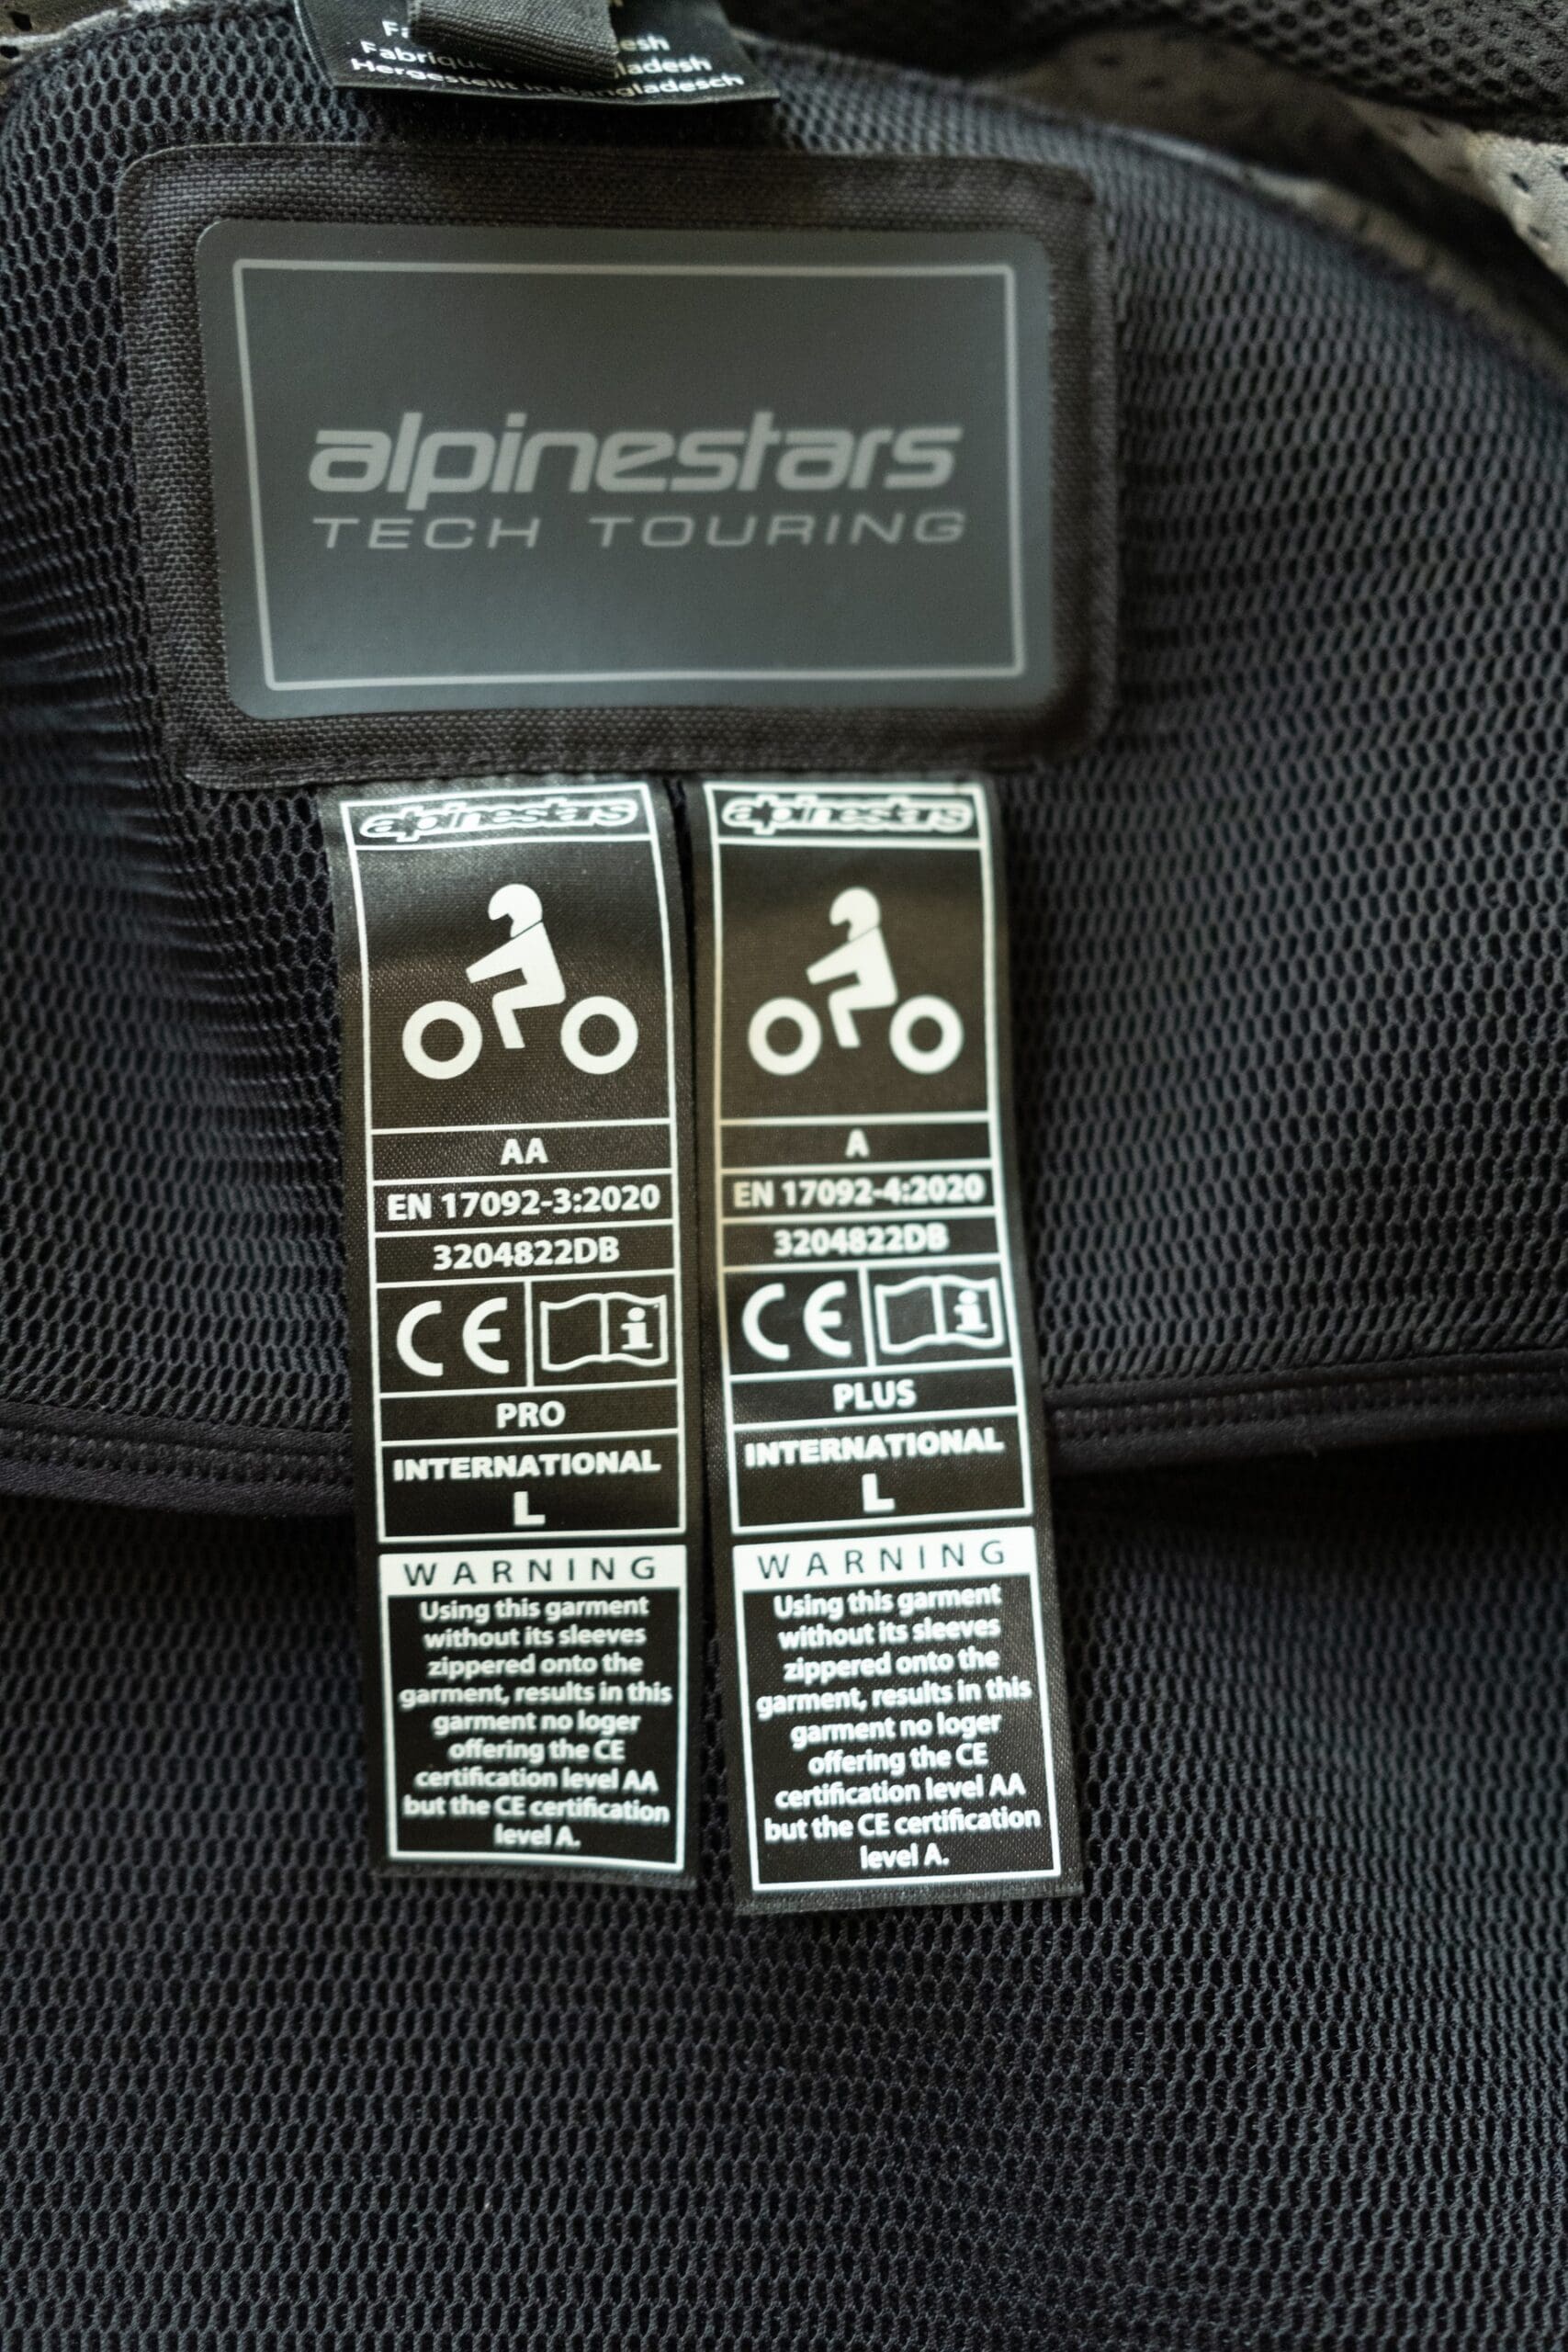 esh
Fabriqu ladesh
Hergestellt in Bangladesch
alpinestars
TECH TOURING
alpinestars
AA
EN 17092-3:2020
3204822DB
CE i
PRO
INTERNATIONAL
L
WARNING
Using this garment
without its sleeves
zippered onto the
garment, results in this
garment no loger
offering the CE
certification level AA
but the CE certification
level A.
alpinestars
A
EN 17092-4:2020
3204822DB
CE i
PLUS
INTERNATIONAL
L
WARNING
Using this garment
without its sleeves
zippered onto the
garment, results in this
garment no loger
offering the CE
certification level AA
but the CE certification
level A.